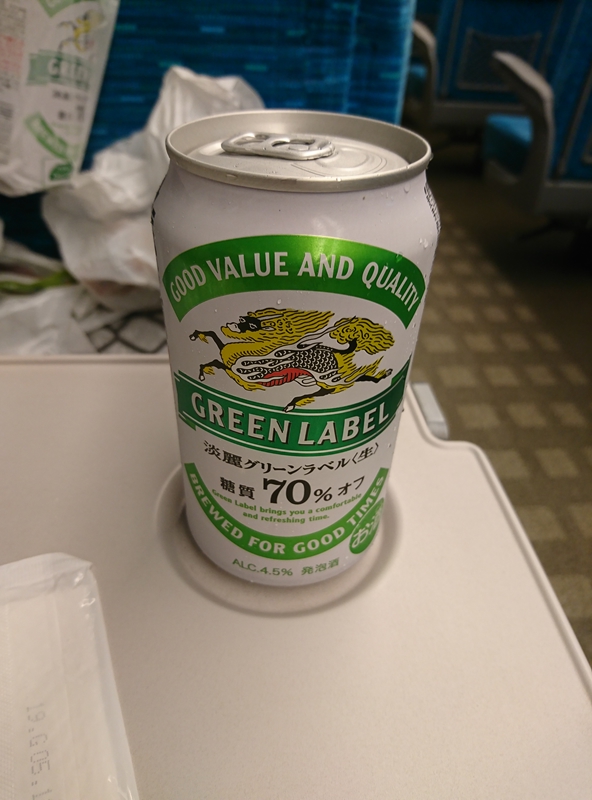 GOOD VALUE AND QUALITY
GREEN LABEL
淡麗グリーンラベル〈生〉
糖質 70% オフ
Green Label brings you a comfortable
and refreshing time.
BREWED FOR GOOD TIMES
お酒
ALC.4.5% 発泡酒